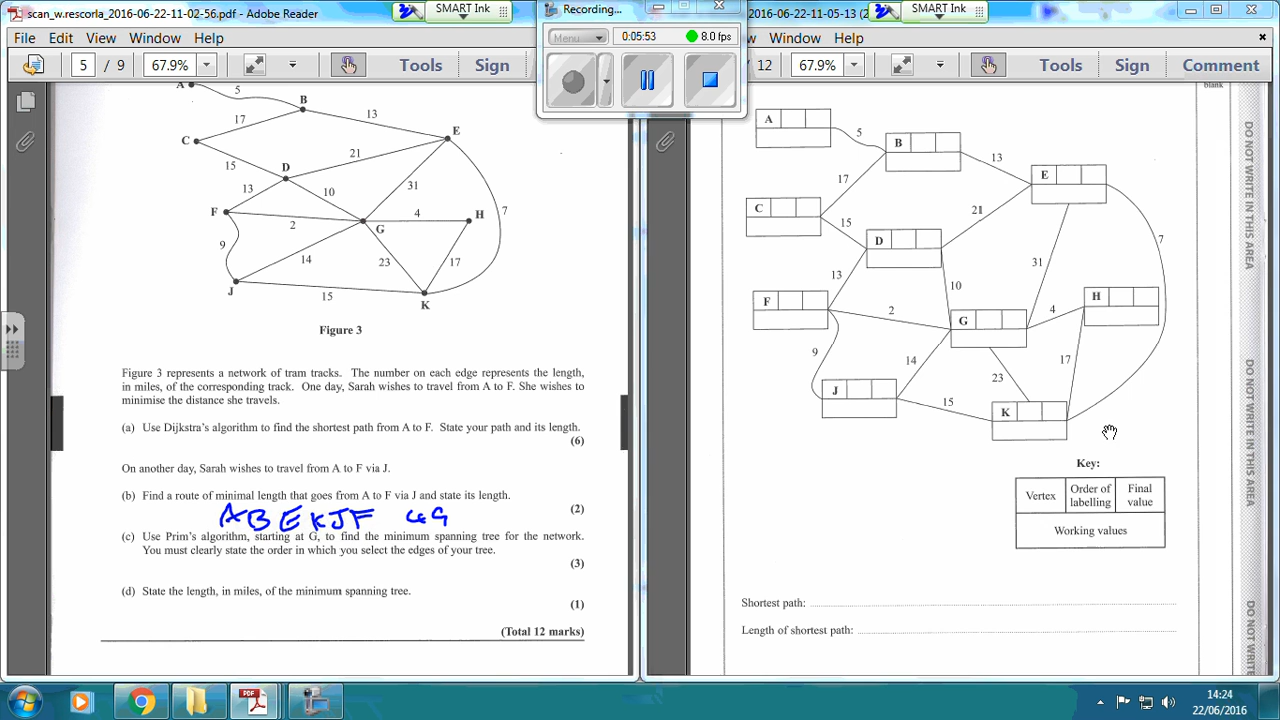 scan_w.rescorla_2016-06-22-11-02-56.pdf - Adobe Reader
SMART Ink
Recording...
2016-06-22-11-05-13 (02-
SMART Ink
File Edit View Window Help
Menu
0:05:53
8.0 fps
Window Help
5 / 9 67.9%
Tools Sign
/ 12 67.9%
Tools Sign Comment
A
5
B
13
17
E
C
21
15
D
31
13
10
F
2
4
H
7
G
9
14
23
17
J
15
K
Figure 3
Figure 3 represents a network of tram tracks. The number on each edge represents the length,
in miles, of the corresponding track. One day, Sarah wishes to travel from A to F. She wishes to
minimise the distance she travels.
(a) Use Dijkstra's algorithm to find the shortest path from A to F. State your path and its length.
(6)
On another day, Sarah wishes to travel from A to F via J.
(b) Find a route of minimal length that goes from A to F via J and state its length.
(2)
A B E K J F 49
(c) Use Prim's algorithm, starting at G, to find the minimum spanning tree for the network.
You must clearly state the order in which you select the edges of your tree.
(3)
(d) State the length, in miles, of the minimum spanning tree.
(1)
(Total 12 marks)
blank
A
5
B
13
E
17
C
15
21
D
7
13
31
10
F
2
G
4
H
9
14
23
17
J
15
K
Key:
Vertex
Order of labelling
Final value
Working values
Shortest path:
Length of shortest path:
DO NOT WRITE IN THIS AREA
DO NOT WRITE IN THIS AREA
DO NOT W
14:24
22/06/2016